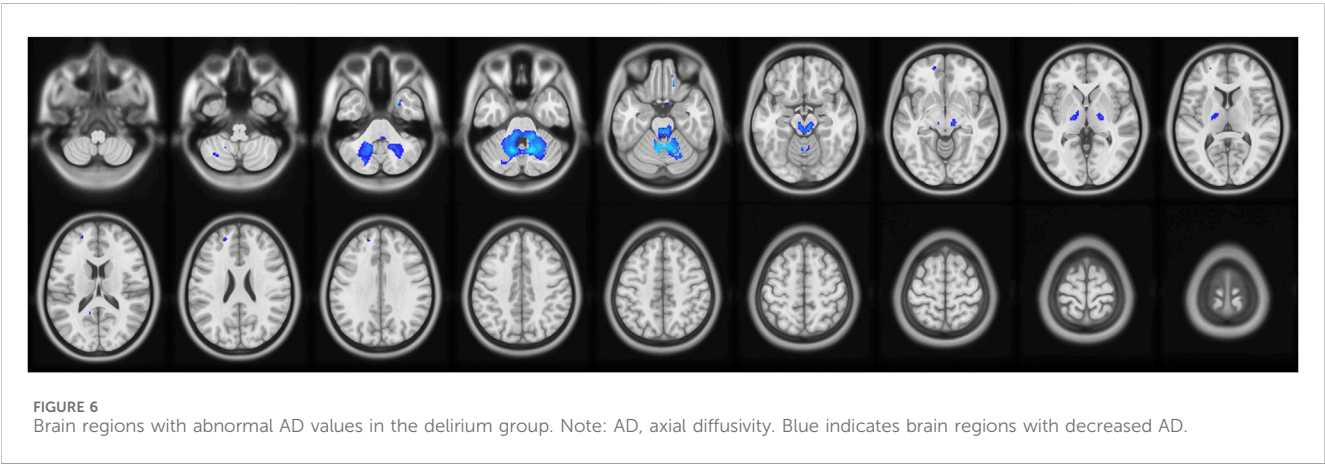 FIGURE 6
Brain regions with abnormal AD values in the delirium group. Note: AD, axial diffusivity. Blue indicates brain regions with decreased AD.